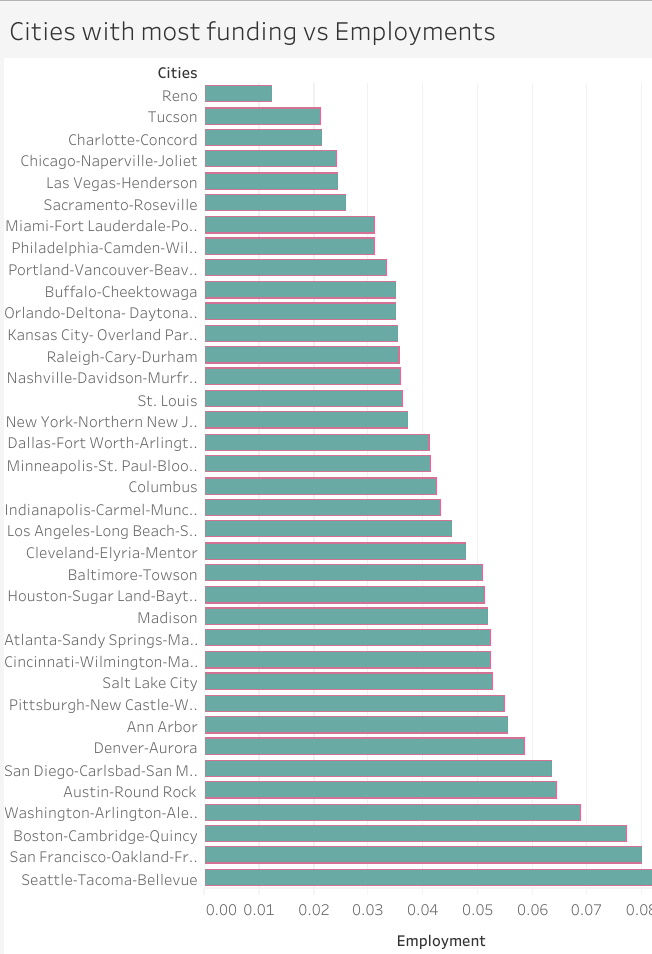 Cities with most funding vs Employments
Cities
Reno
Tucson
Charlotte-Concord
Chicago-Naperville-Joliet
Las Vegas-Henderson
Sacramento-Roseville
Miami-Fort Lauderdale-Po..
Philadelphia-Camden-Wil..
Portland-Vancouver-Beav..
Buffalo-Cheektowaga
Orlando-Deltona- Daytona..
Kansas City- Overland Par..
Raleigh-Cary-Durham
Nashville-Davidson-Murfr..
St. Louis
New York-Northern New J..
Dallas-Fort Worth-Arlingt..
Minneapolis-St. Paul-Bloo..
Columbus
Indianapolis-Carmel-Munc..
Los Angeles-Long Beach-S..
Cleveland-Elyria-Mentor
Baltimore-Towson
Houston-Sugar Land-Bayt..
Madison
Atlanta-Sandy Springs-Ma..
Cincinnati-Wilmington-Ma..
Salt Lake City
Pittsburgh-New Castle-W..
Ann Arbor
Denver-Aurora
San Diego-Carlsbad-San M..
Austin-Round Rock
Washington-Arlington-Ale..
Boston-Cambridge-Quincy
San Francisco-Oakland-Fr..
Seattle-Tacoma-Bellevue
0.00 0.01 0.02 0.03 0.04 0.05 0.06 0.07 0.08
Employment